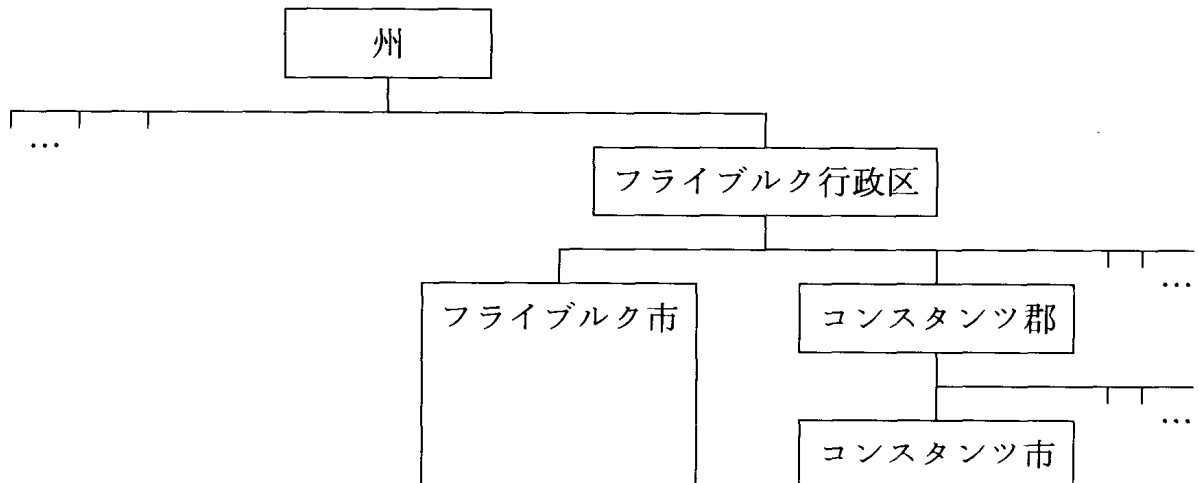 州
…
フライブルク行政区
…
フライブルク市
コンスタンツ郡
…
コンスタンツ市